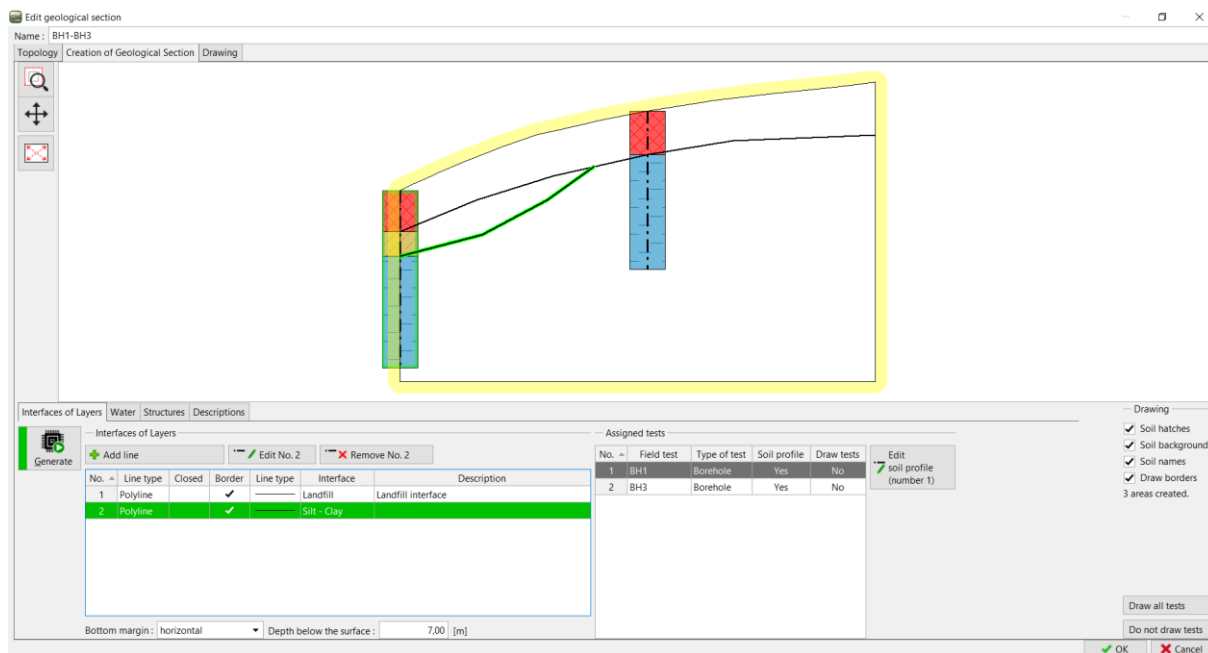 Edit geological section
Name : BH1-BH3
Topology Creation of Geological Section Drawing
Interfaces of Layers Water Structures Descriptions
Generate
Interfaces of Layers
Add line Edit No. 2 Remove No. 2
No. Line type Closed Border Line type Interface Description
1 Polyline Landfill Landfill interface
2 Polyline Silt - Clay
Bottom margin : horizontal Depth below the surface : 7,00 [m]
Assigned tests
No. Field test Type of test Soil profile Draw tests
1 BH1 Borehole Yes No
2 BH3 Borehole Yes No
Edit
soil profile
(number 1)
Drawing
Soil hatches
Soil background
Soil names
Draw borders
3 areas created.
Draw all tests
Do not draw tests
OK Cancel